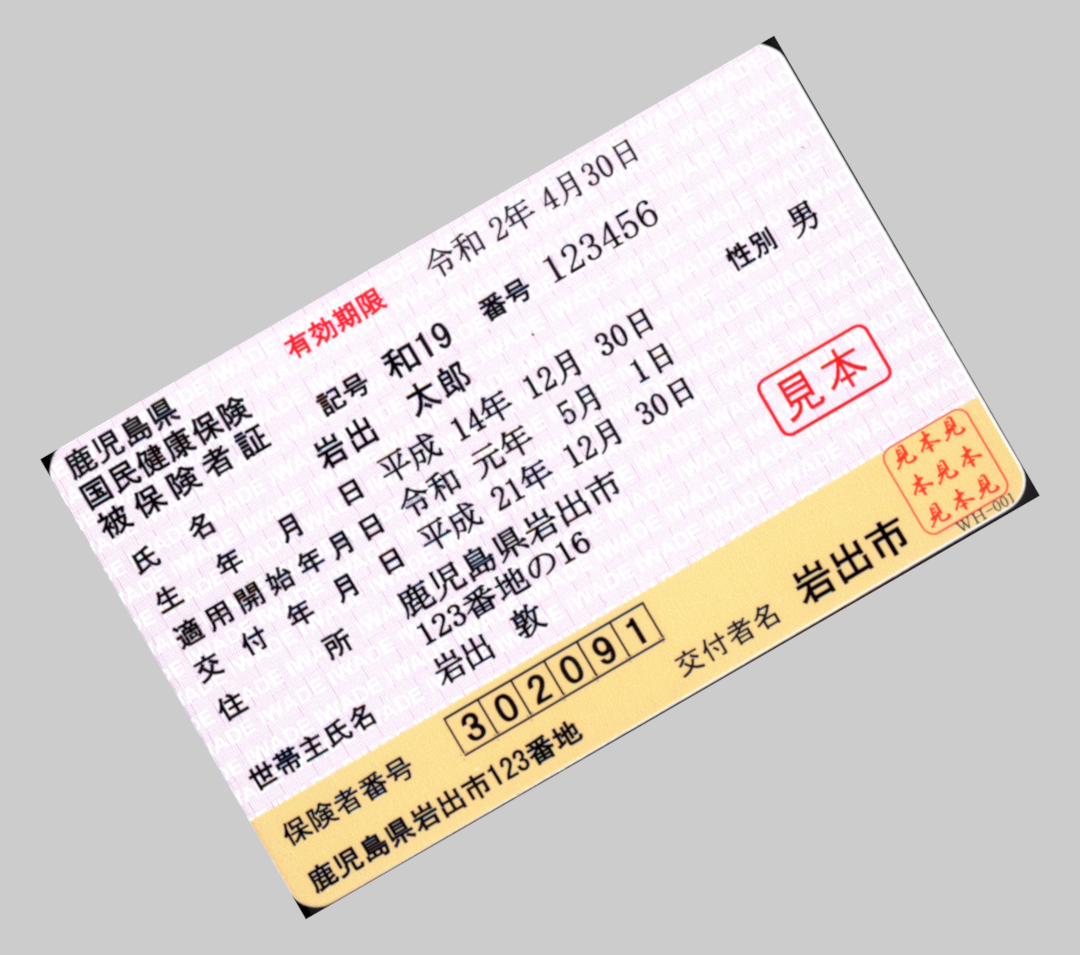 鹿児島県
国民健康保険
被保険者証
有効期限 令和 2年 4月30日
記号 和19 番号 123456
氏名 岩出 太郎 性別 男
生年月日 平成 14年 12月 30日
適用開始年月日 令和 元年 5月 1日
交付年月日 平成 21年 12月 30日
住所 鹿児島県岩出市
123番地の16
世帯主氏名 岩出 敦
見本
保険者番号 302091
鹿児島県岩出市123番地
交付者名 岩出市
見本見
本見本
見本見
WH-001
IWADE IWADE IWADE